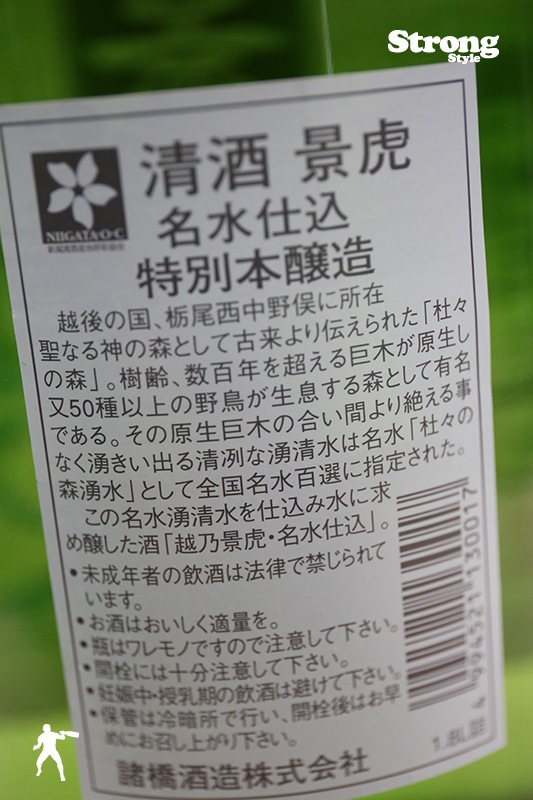 Strong
Style
清酒 景虎
NIIGATA・O・C
名水仕込
特別本醸造
越後の国、栃尾西中野俣に所在
聖なる神の森として古来より伝えられた「杜々
の森」。樹齢、数百年を超える巨木が原生し
又50種以上の野鳥が生息する森として有名
である。その原生巨木の合い間より絶える事
なく湧きい出る清冽な湧清水は名水「杜々の
森湧水」として全国名水百選に指定された。
この名水湧清水を仕込み水に求
め醸した酒「越乃景虎・名水仕込」。
・未成年者の飲酒は法律で禁じられて
います。
・お酒はおいしく適量を。
・瓶はワレモノですので注意して下さい。
・開栓には十分注意して下さい。
・妊娠中・授乳期の飲酒は避けて下さい。
・保管は冷暗所で行い、開栓後はお早
めにお召し上がり下さい。
諸橋酒造株式会社
4 994521 130017
1.8L詰